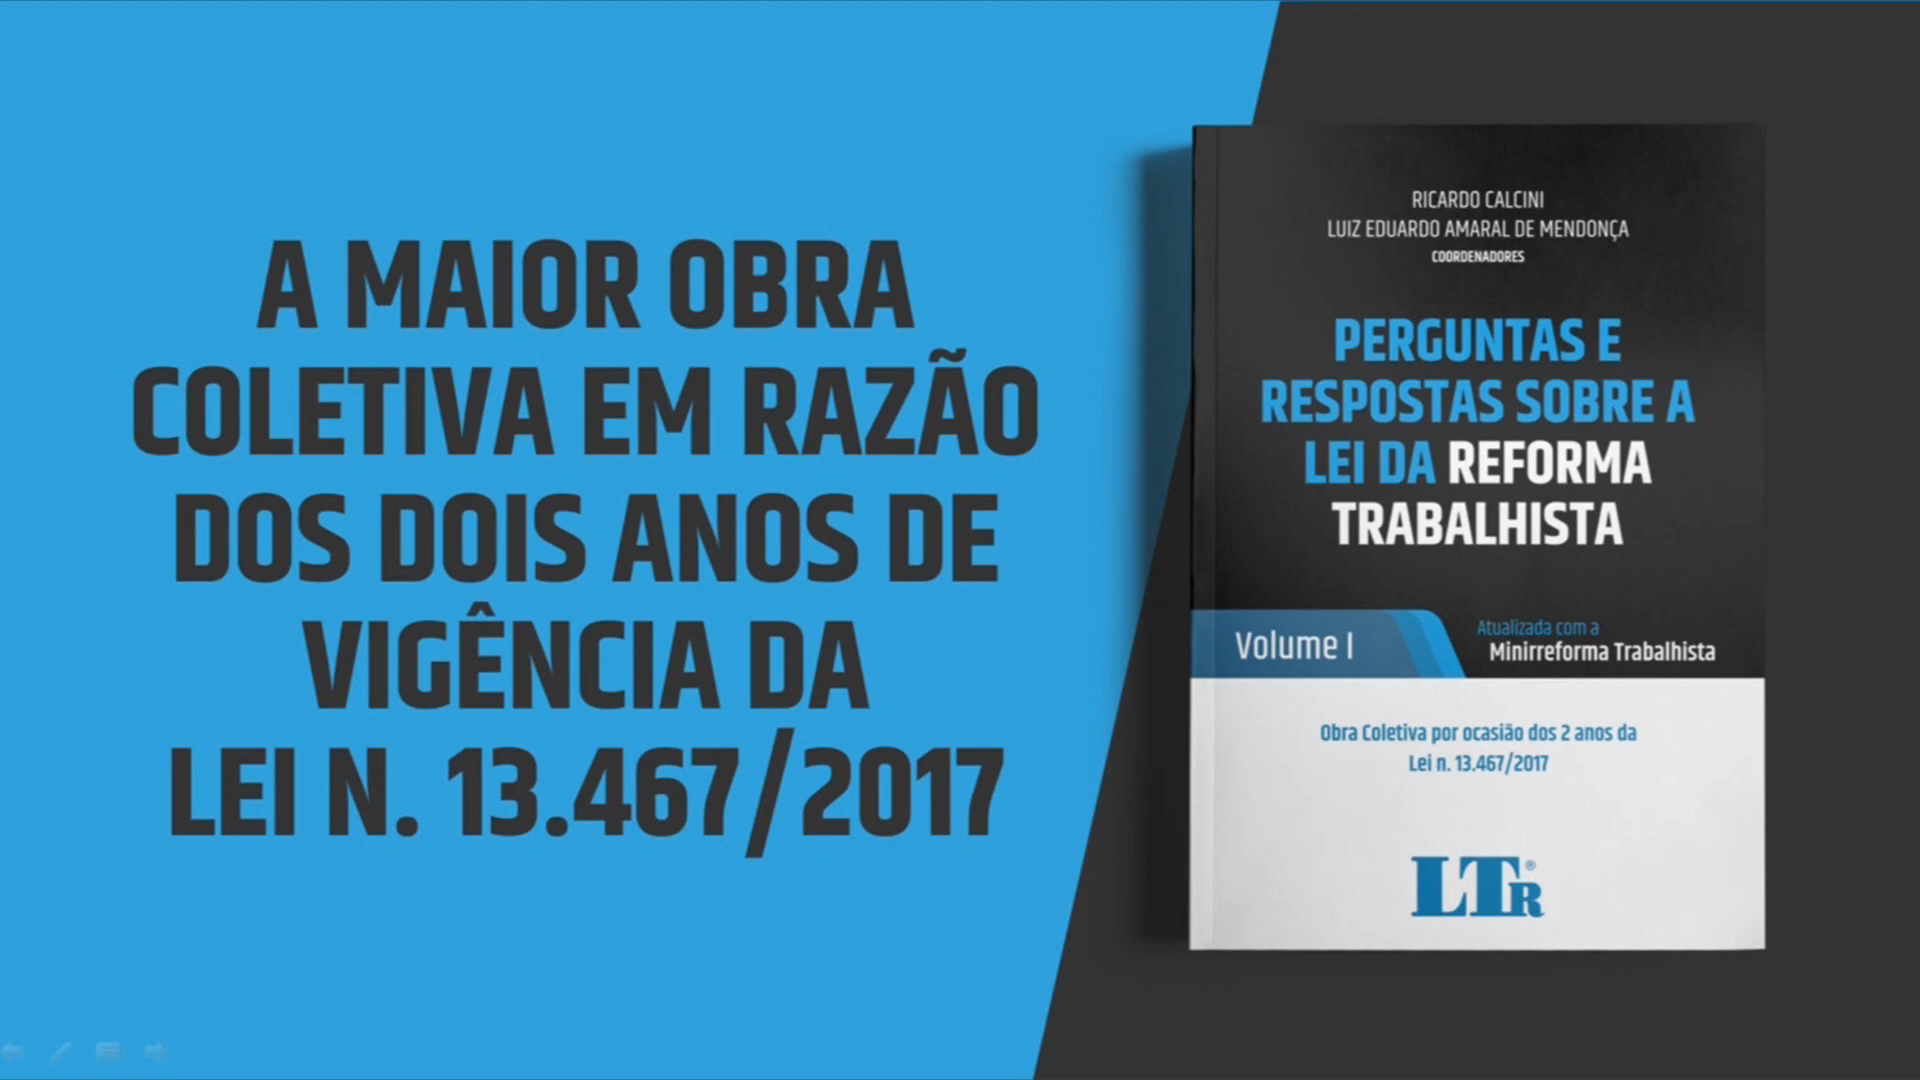 A MAIOR OBRA
COLETIVA EM RAZÃO
DOS DOIS ANOS DE
VIGÊNCIA DA
LEI N. 13.467/2017
RICARDO CALCINI
LUIZ EDUARDO AMARAL DE MENDONÇA
COORDENADORES
PERGUNTAS E
RESPOSTAS SOBRE A
LEI DA REFORMA
TRABALHISTA
Volume I
Atualizada com a
Minirreforma Trabalhista
Obra Coletiva por ocasião dos 2 anos da
Lei n. 13.467/2017
LTR®